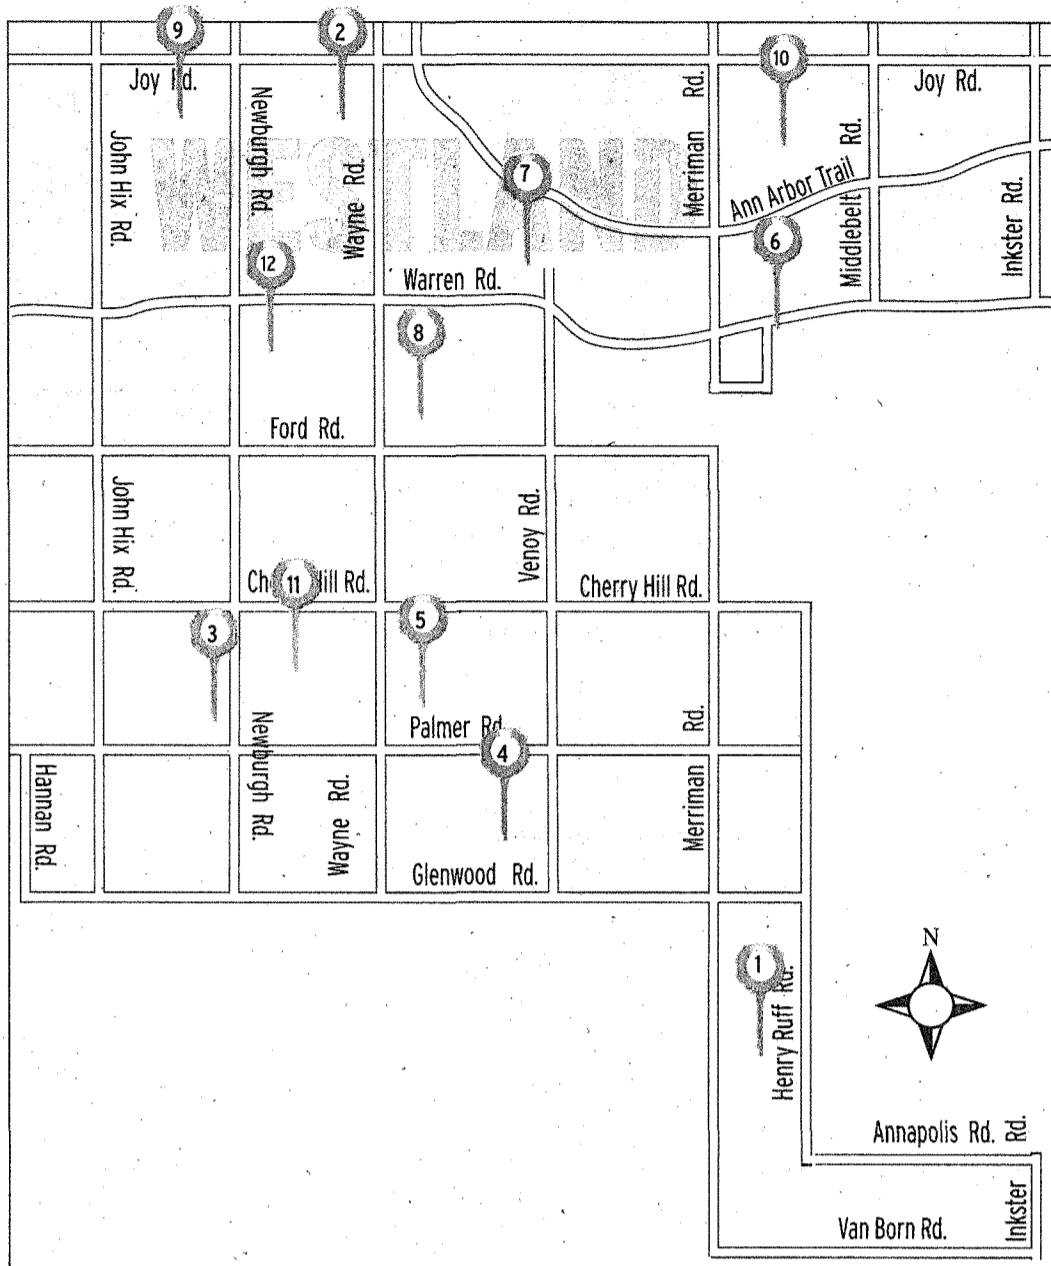 9
2
10
Joy Rd.
Joy Rd.
Newburgh Rd.
John Hix Rd.
Wayne Rd.
WESTLAND
Merriman Rd.
7
Ann Arbor Trail
Middlebelt Rd.
Inkster Rd.
6
12
Warren Rd.
8
Ford Rd.
John Hix Rd.
Venoy Rd.
11
Hill Rd.
Cherry Hill Rd.
3
5
Palmer Rd.
4
Newburgh Rd.
Wayne Rd.
Hannan Rd.
Merriman Rd.
Glenwood Rd.
N
1
Henry Ruff Rd.
Annapolis Rd.
Inkster Rd.
Van Born Rd.